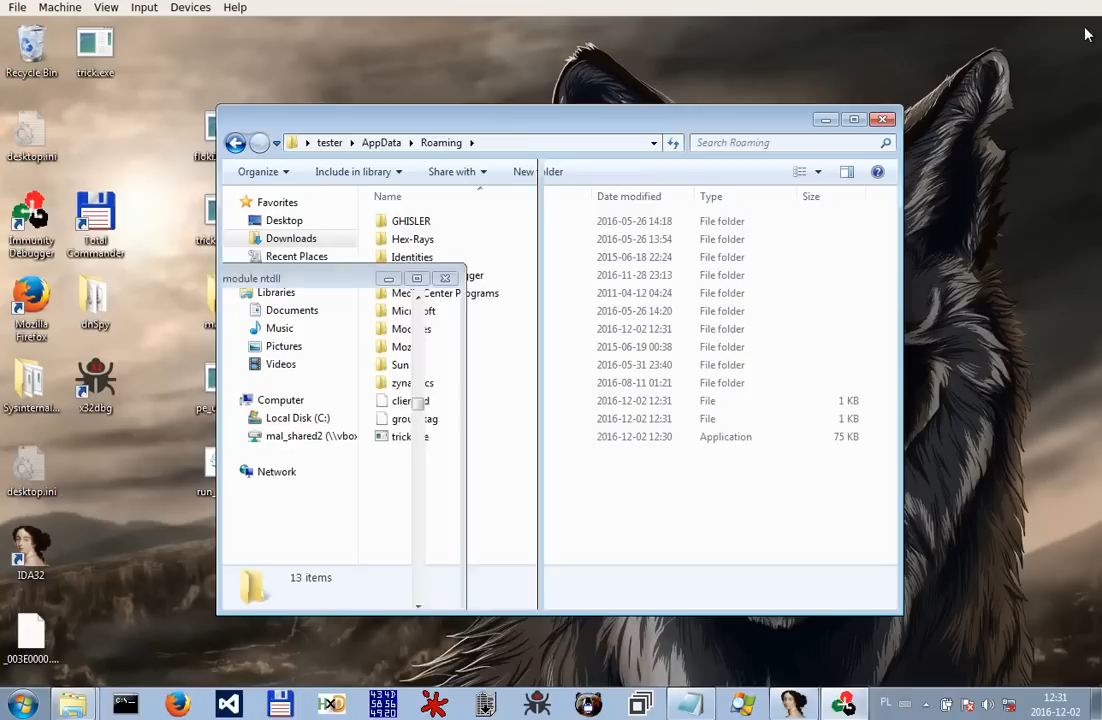 File Machine View Input Devices Help
Recycle Bin
trick.exe
tester AppData Roaming
Search Roaming
desktop.ini
Organize Include in library Share with New
Name Date modified Type Size
Favorites
Desktop
Downloads
Recent Places
GHISLER 2016-05-26 14:18 File folder
Hex-Rays 2016-05-26 13:54 File folder
Identities 2015-06-18 22:24 File folder
2016-11-28 23:13 File folder
module ntdll
Immunity Debugger
Total Commander
Libraries
Documents
Music
Pictures
Videos
2011-04-12 04:24 File folder
2016-05-26 14:20 File folder
2016-12-02 12:31 File folder
2015-06-19 00:38 File folder
Sun 2016-05-31 23:40 File folder
2016-08-11 01:21 File folder
2016-12-02 12:31 File 1 KB
2016-12-02 12:31 File 1 KB
2016-12-02 12:30 Application 75 KB
Mozilla Firefox
dnSpy
Computer
Local Disk (C:)
mal_shared2 (\\vbo
Network
Sysinternal...
x32dbg
desktop.ini
13 items
IDA32
_003E0000....
PL
12:31
2016-12-02